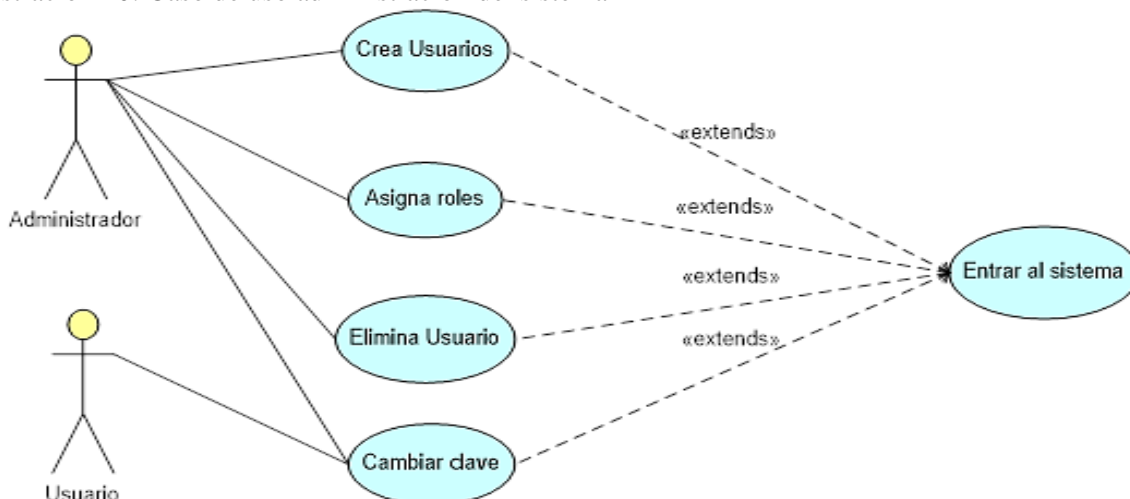 Crea Usuarios
«extends»
Asigna roles
«extends»
Administrador
Entrar al sistema
«extends»
Elimina Usuario
«extends»
Cambiar clave
Usuario